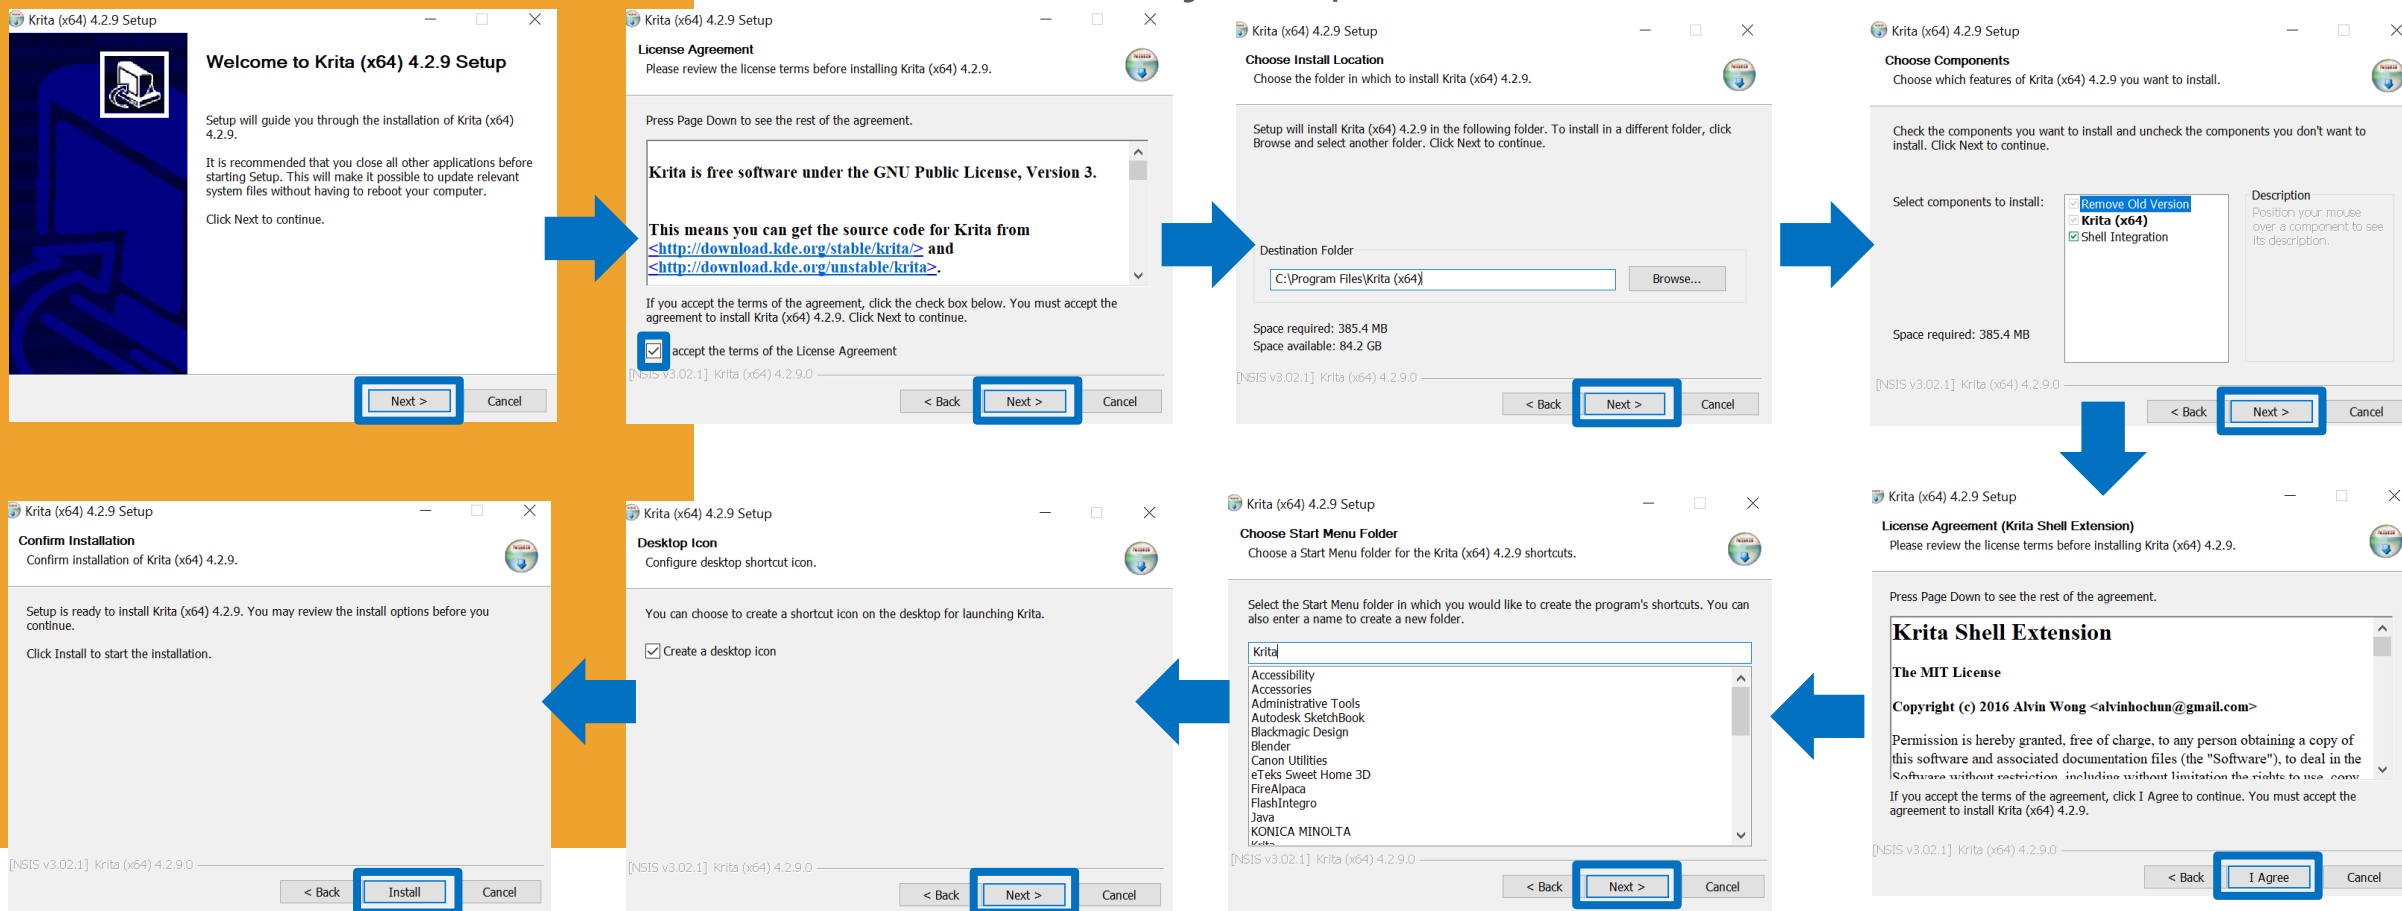 Krita (x64) 4.2.9 Setup
Welcome to Krita (x64) 4.2.9 Setup
Setup will guide you through the installation of Krita (x64)
4.2.9.
It is recommended that you close all other applications before
starting Setup. This will make it possible to update relevant
system files without having to reboot your computer.
Click Next to continue.
Next >
Cancel
Krita (x64) 4.2.9 Setup
License Agreement
Please review the license terms before installing Krita (x64) 4.2.9.
Press Page Down to see the rest of the agreement.
Krita is free software under the GNU Public License, Version 3.
This means you can get the source code for Krita from
<http://download.kde.org/stable/krita/> and
<http://download.kde.org/unstable/krita>.
If you accept the terms of the agreement, click the check box below. You must accept the
agreement to install Krita (x64) 4.2.9. Click Next to continue.
accept the terms of the License Agreement
[NSIS v3.02.1] Krita (x64) 4.2.9.0
< Back
Next >
Cancel
Krita (x64) 4.2.9 Setup
Choose Install Location
Choose the folder in which to install Krita (x64) 4.2.9.
Setup will install Krita (x64) 4.2.9 in the following folder. To install in a different folder, click
Browse and select another folder. Click Next to continue.
Destination Folder
C:\Program Files\Krita (x64)
Browse...
Space required: 385.4 MB
Space available: 84.2 GB
[NSIS v3.02.1] Krita (x64) 4.2.9.0
< Back
Next >
Cancel
Krita (x64) 4.2.9 Setup
Choose Components
Choose which features of Krita (x64) 4.2.9 you want to install.
Check the components you want to install and uncheck the components you don't want to
install. Click Next to continue.
Select components to install:
Remove Old Version
Krita (x64)
Shell Integration
Description
Position your mouse
over a component to see
its description.
Space required: 385.4 MB
[NSIS v3.02.1] Krita (x64) 4.2.9.0
< Back
Next >
Cancel
Krita (x64) 4.2.9 Setup
License Agreement (Krita Shell Extension)
Please review the license terms before installing Krita (x64) 4.2.9.
Press Page Down to see the rest of the agreement.
Krita Shell Extension
The MIT License
Copyright (c) 2016 Alvin Wong <alvinhochun@gmail.com>
Permission is hereby granted, free of charge, to any person obtaining a copy of
this software and associated documentation files (the "Software"), to deal in the
Software without restriction, including without limitation the rights to use, copy
If you accept the terms of the agreement, click I Agree to continue. You must accept the
agreement to install Krita (x64) 4.2.9.
[NSIS v3.02.1] Krita (x64) 4.2.9.0
< Back
I Agree
Cancel
Krita (x64) 4.2.9 Setup
Choose Start Menu Folder
Choose a Start Menu folder for the Krita (x64) 4.2.9 shortcuts.
Select the Start Menu folder in which you would like to create the program's shortcuts. You can
also enter a name to create a new folder.
Krita
Accessibility
Accessories
Administrative Tools
Autodesk SketchBook
Blackmagic Design
Blender
Canon Utilities
eTeks Sweet Home 3D
FireAlpaca
FlashIntegro
Java
KONICA MINOLTA
Krita
[NSIS v3.02.1] Krita (x64) 4.2.9.0
< Back
Next >
Cancel
Krita (x64) 4.2.9 Setup
Desktop Icon
Configure desktop shortcut icon.
You can choose to create a shortcut icon on the desktop for launching Krita.
Create a desktop icon
[NSIS v3.02.1] Krita (x64) 4.2.9.0
< Back
Next >
Cancel
Krita (x64) 4.2.9 Setup
Confirm Installation
Confirm installation of Krita (x64) 4.2.9.
Setup is ready to install Krita (x64) 4.2.9. You may review the install options before you
continue.
Click Install to start the installation.
[NSIS v3.02.1] Krita (x64) 4.2.9.0
< Back
Install
Cancel